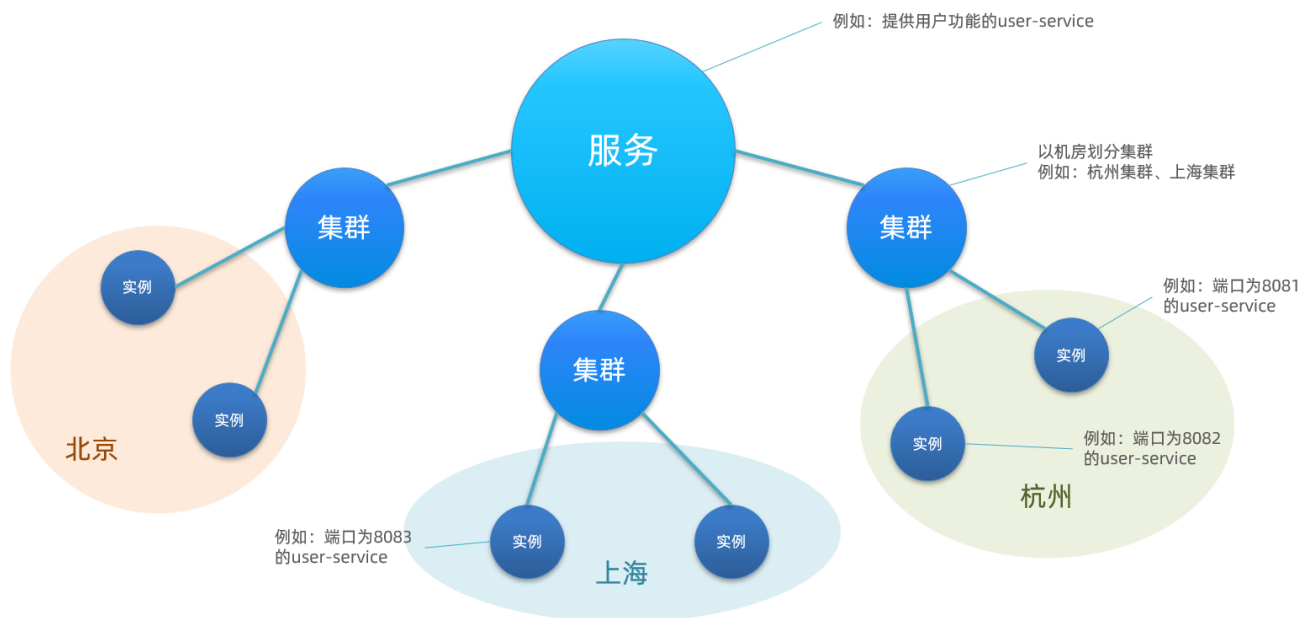 例如：提供用户功能的user-service
服务
以机房划分集群
例如：杭州集群、上海集群
集群
集群
实例
例如：端口为8081
的user-service
实例
集群
实例
实例
例如：端口为8082
的user-service
北京
杭州
例如：端口为8083
的user-service
实例
实例
上海